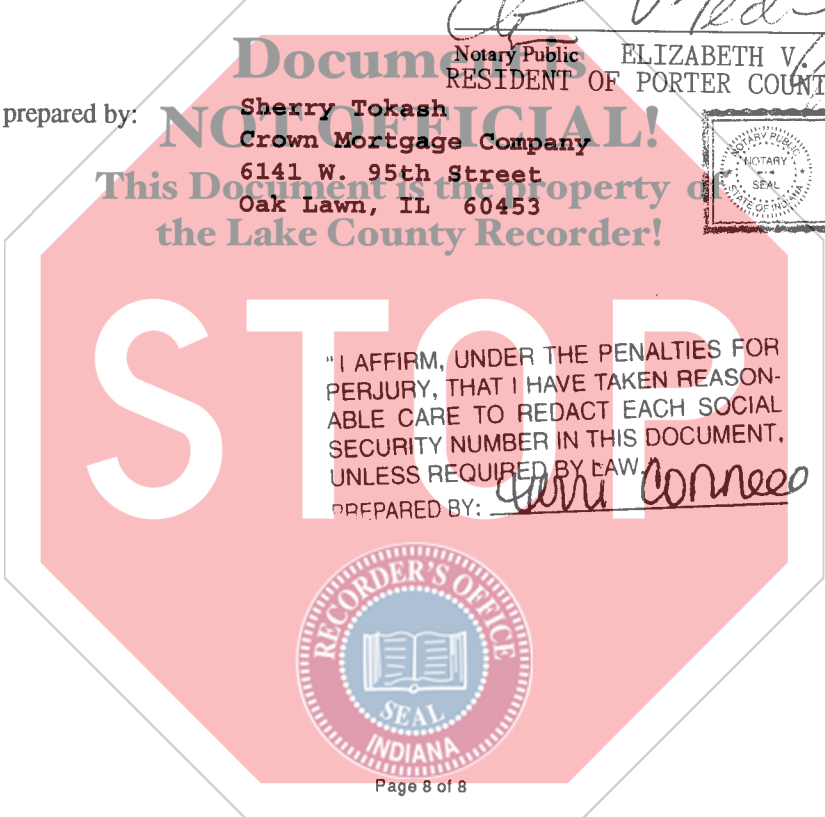 Document is
Notary Public ELIZABETH V.
RESIDENT OF PORTER COUNT
prepared by: Sherry Tokash
NOT OFFICIAL!
Crown Mortgage Company
6141 W. 95th Street
This Document is the property of
Oak Lawn, IL 60453
the Lake County Recorder!
NOTARY PUBLIC
NOTARY
SEAL
STATE OF INDIANA
STOP
"I AFFIRM, UNDER THE PENALTIES FOR
PERJURY, THAT I HAVE TAKEN REASON-
ABLE CARE TO REDACT EACH SOCIAL
SECURITY NUMBER IN THIS DOCUMENT,
UNLESS REQUIRED BY LAW.
PREPARED BY:
RECORDER'S OFFICE
SEAL
INDIANA
Page 8 of 8